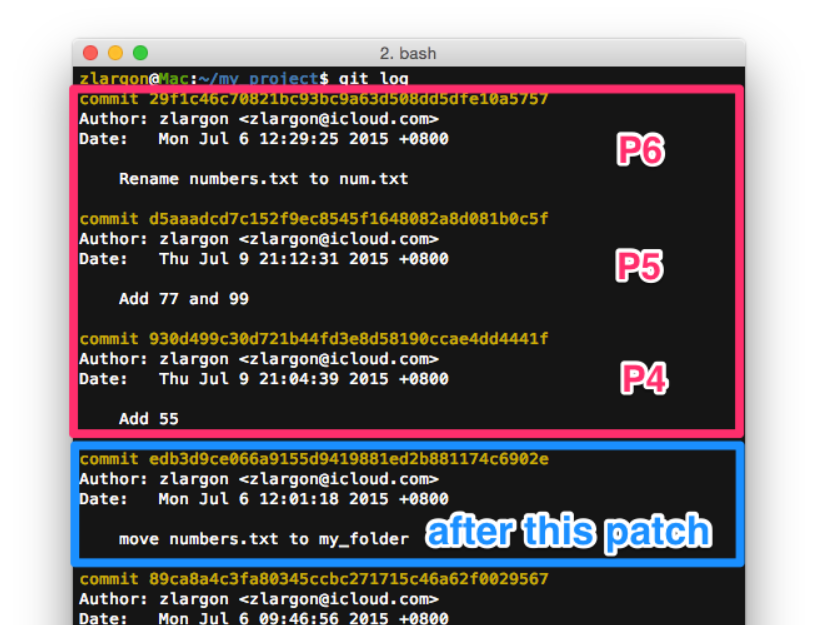 2. bash
zlargon@Mac:~/my_project$ git log
commit 29f1c46c70821bc93bc9a63d508dd5dfe10a5757
Author: zlargon <zlargon@icloud.com>
Date:   Mon Jul 6 12:29:25 2015 +0800
P6
Rename numbers.txt to num.txt
commit d5aaadcd7c152f9ec8545f1648082a8d081b0c5f
Author: zlargon <zlargon@icloud.com>
Date:   Thu Jul 9 21:12:31 2015 +0800
P5
Add 77 and 99
commit 930d499c30d721b44fd3e8d58190ccae4dd4441f
Author: zlargon <zlargon@icloud.com>
Date:   Thu Jul 9 21:04:39 2015 +0800
P4
Add 55
commit edb3d9ce066a9155d9419881ed2b881174c6902e
Author: zlargon <zlargon@icloud.com>
Date:   Mon Jul 6 12:01:18 2015 +0800
move numbers.txt to my_folder after this patch
commit 89ca8a4c3fa80345ccbc271715c46a62f0029567
Author: zlargon <zlargon@icloud.com>
Date:   Mon Jul 6 09:46:56 2015 +0800